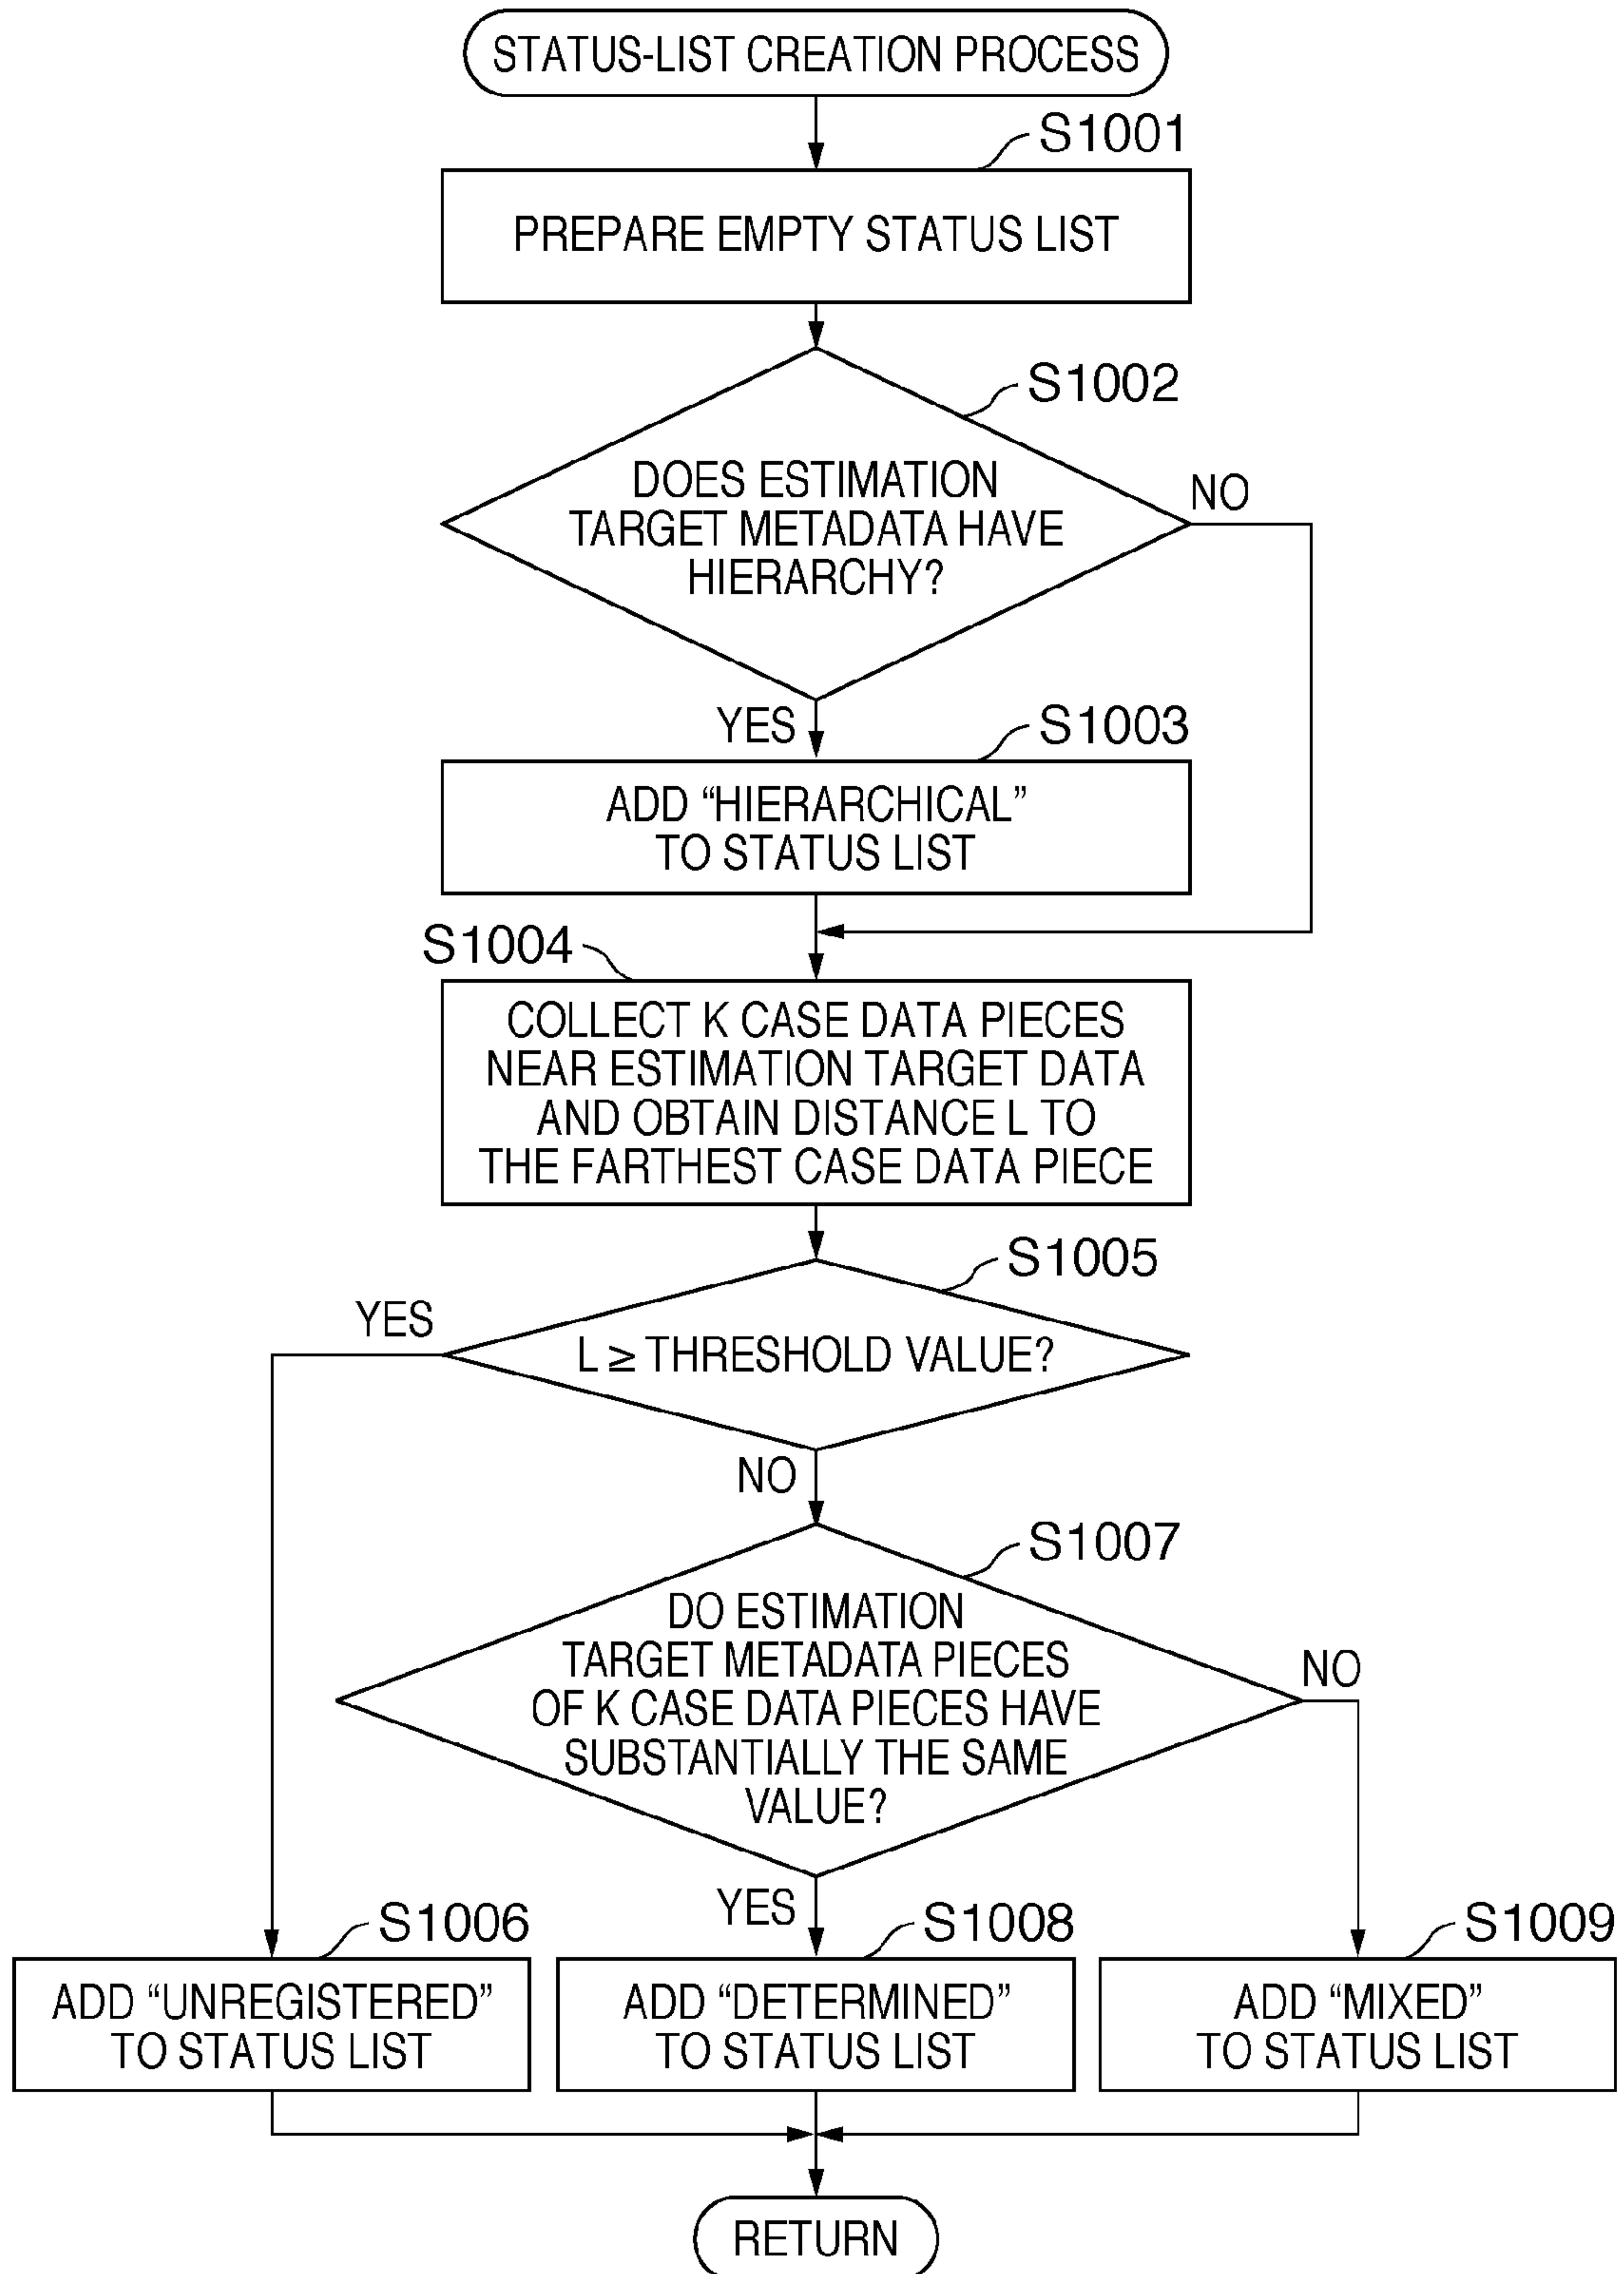 STATUS-LIST CREATION PROCESS
S1001
PREPARE EMPTY STATUS LIST
S1002
DOES ESTIMATION
TARGET METADATA HAVE
HIERARCHY?
NO
YES
S1003
ADD “HIERARCHICAL”
TO STATUS LIST
S1004
COLLECT K CASE DATA PIECES
NEAR ESTIMATION TARGET DATA
AND OBTAIN DISTANCE L TO
THE FARTHEST CASE DATA PIECE
S1005
YES
L ≥ THRESHOLD VALUE?
NO
S1007
DO ESTIMATION
TARGET METADATA PIECES
OF K CASE DATA PIECES HAVE
SUBSTANTIALLY THE SAME
VALUE?
NO
YES
S1006
ADD “UNREGISTERED”
TO STATUS LIST
S1008
ADD “DETERMINED”
TO STATUS LIST
S1009
ADD “MIXED”
TO STATUS LIST
RETURN